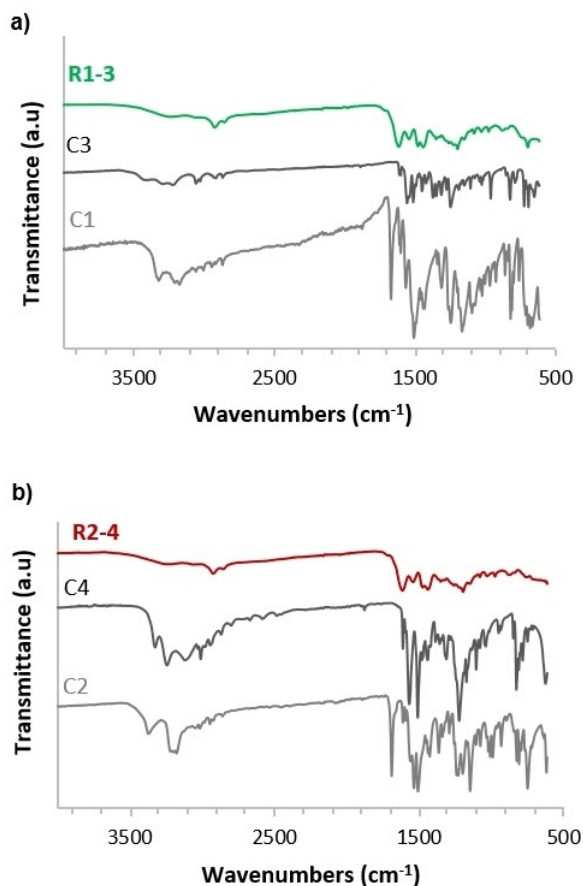 a)
R1-3
C3
C1
Transmittance (a.u)
3500 2500 1500 500
Wavenumbers (cm⁻¹)
b)
R2-4
C4
C2
Transmittance (a.u)
3500 2500 1500 500
Wavenumbers (cm⁻¹)